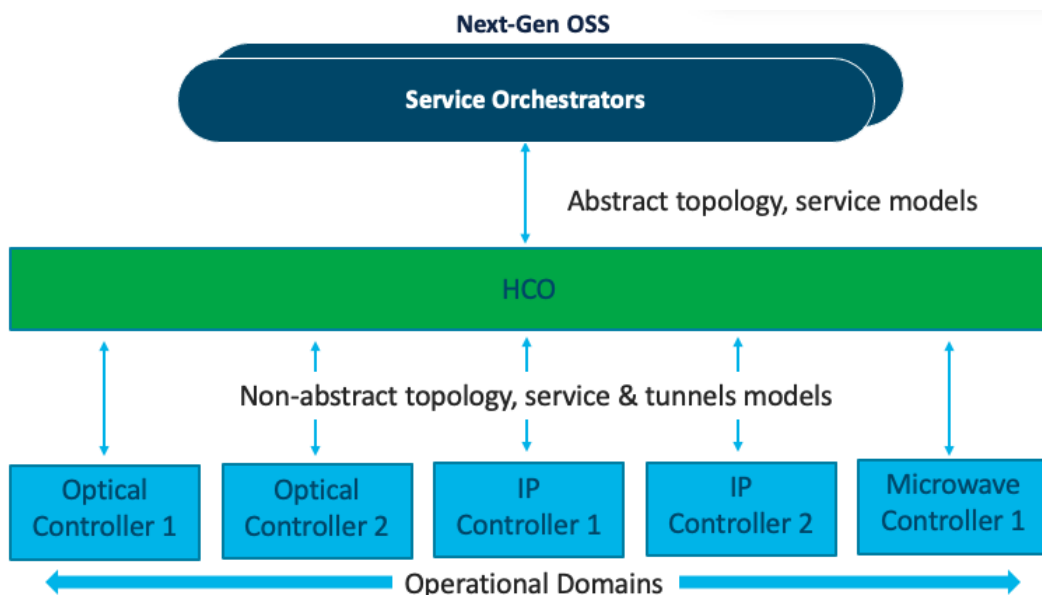 Next-Gen OSS
Service Orchestrators
Abstract topology, service models
HCO
Non-abstract topology, service & tunnels models
Optical
Controller 1
Optical
Controller 2
IP
Controller 1
IP
Controller 2
Microwave
Controller 1
Operational Domains